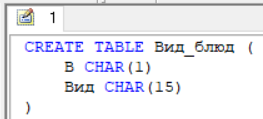 1
CREATE TABLE Вид_блюд (
В CHAR(1)
Вид CHAR(15)
)